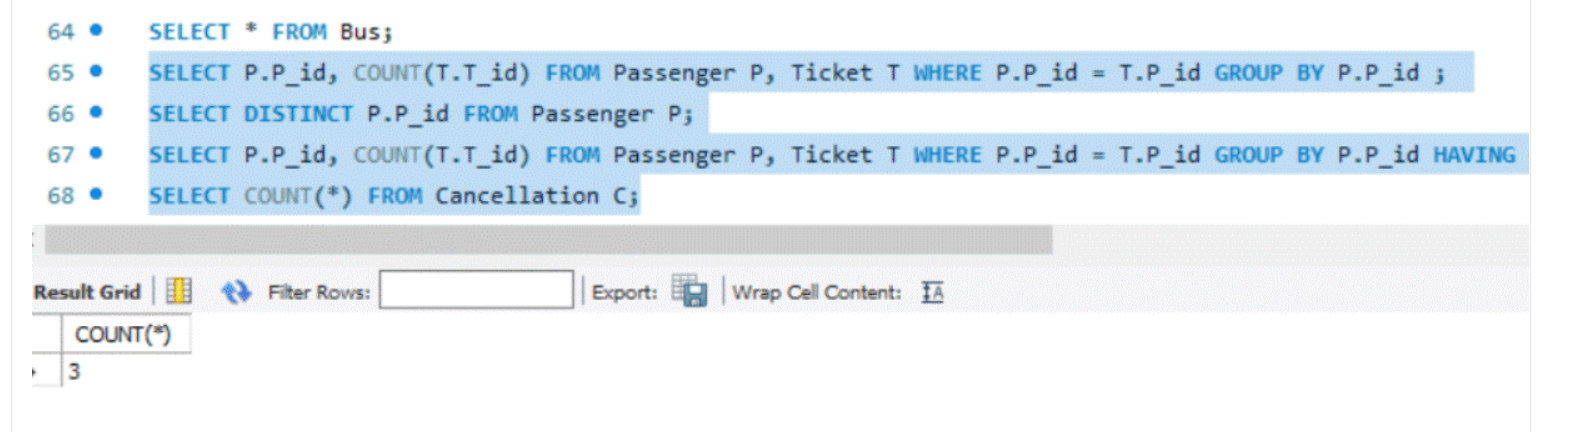 64 SELECT * FROM Bus;
65 SELECT P.P_id, COUNT(T.T_id) FROM Passenger P, Ticket T WHERE P.P_id = T.P_id GROUP BY P.P_id ;
66 SELECT DISTINCT P.P_id FROM Passenger P;
67 SELECT P.P_id, COUNT(T.T_id) FROM Passenger P, Ticket T WHERE P.P_id = T.P_id GROUP BY P.P_id HAVING
68 SELECT COUNT(*) FROM Cancellation C;
Result Grid Filter Rows: Export: Wrap Cell Content: IA
COUNT(*)
3